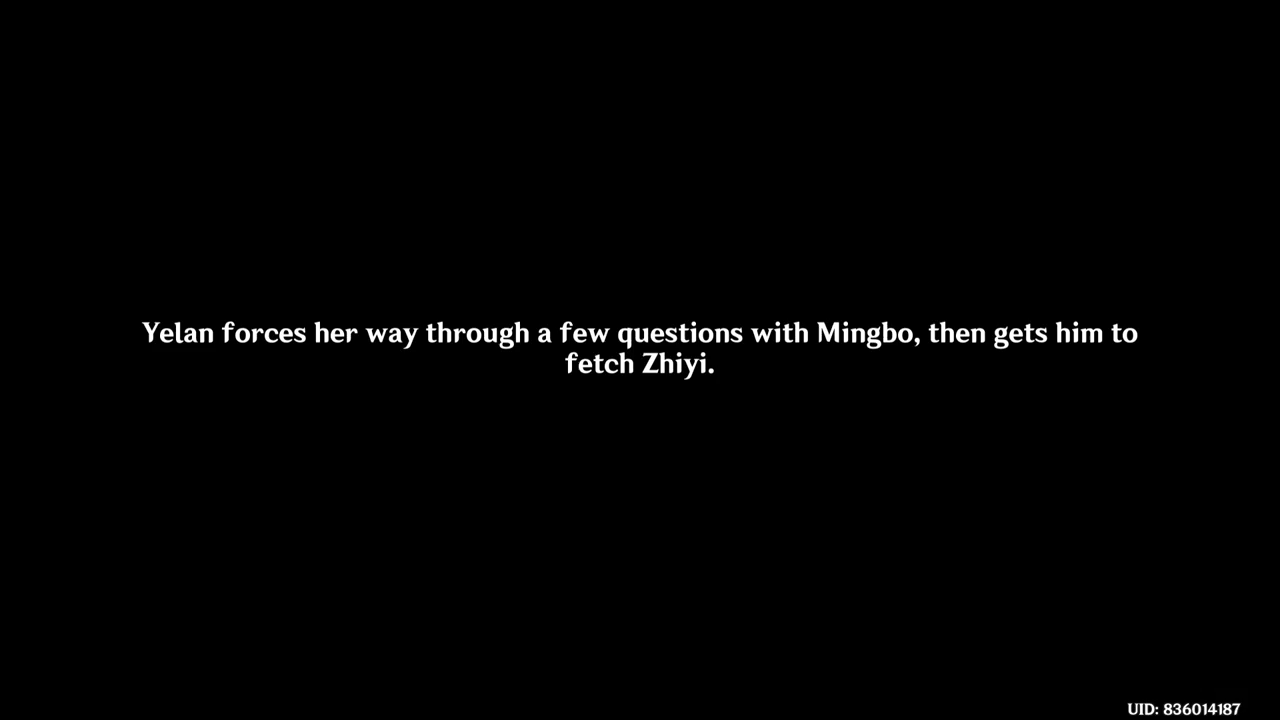 Yelan forces her way through a few questions with Mingbo, then gets him to
fetch Zhiyi.
UID: 836014187